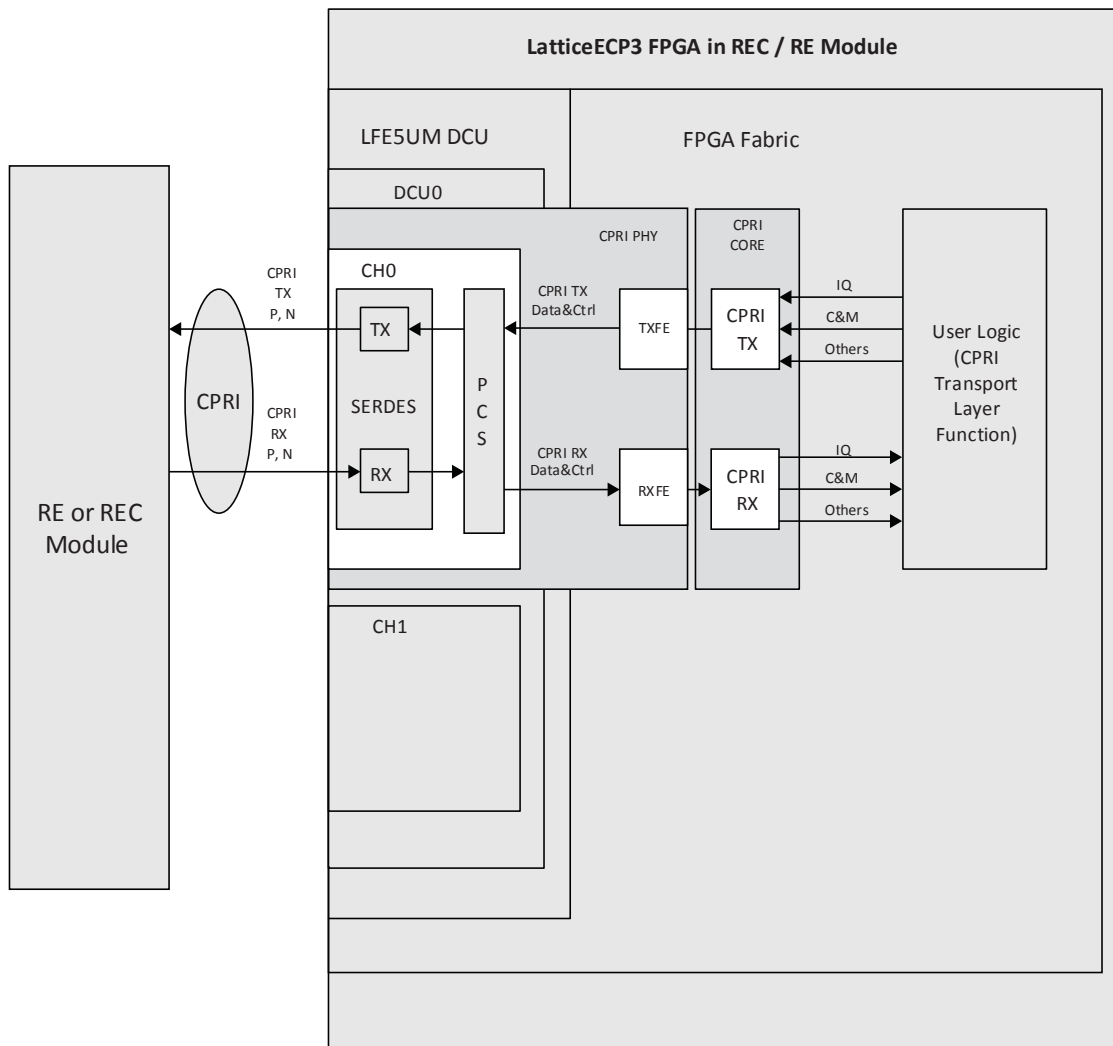 LatticeECP3 FPGA in REC / RE Module
LFE5UM DCU
FPGA Fabric
DCU0
CPRI PHY
CPRI
CORE
CH0
CPRI
TX
P, N
CPRI TX
Data&Ctrl
TX
TXFE
CPRI
TX
IQ
C&M
Others
User Logic
(CPRI
Transport
Layer
Function)
CPRI
SERDES
P
C
S
CPRI
RX
P, N
CPRI RX
Data&Ctrl
RX
RXFE
CPRI
RX
IQ
C&M
Others
RE or REC
Module
CH1